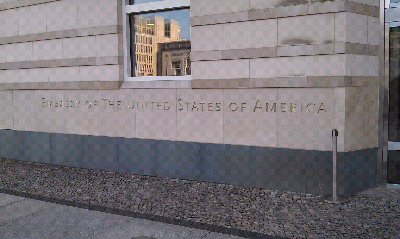 Embassy of the United States of America